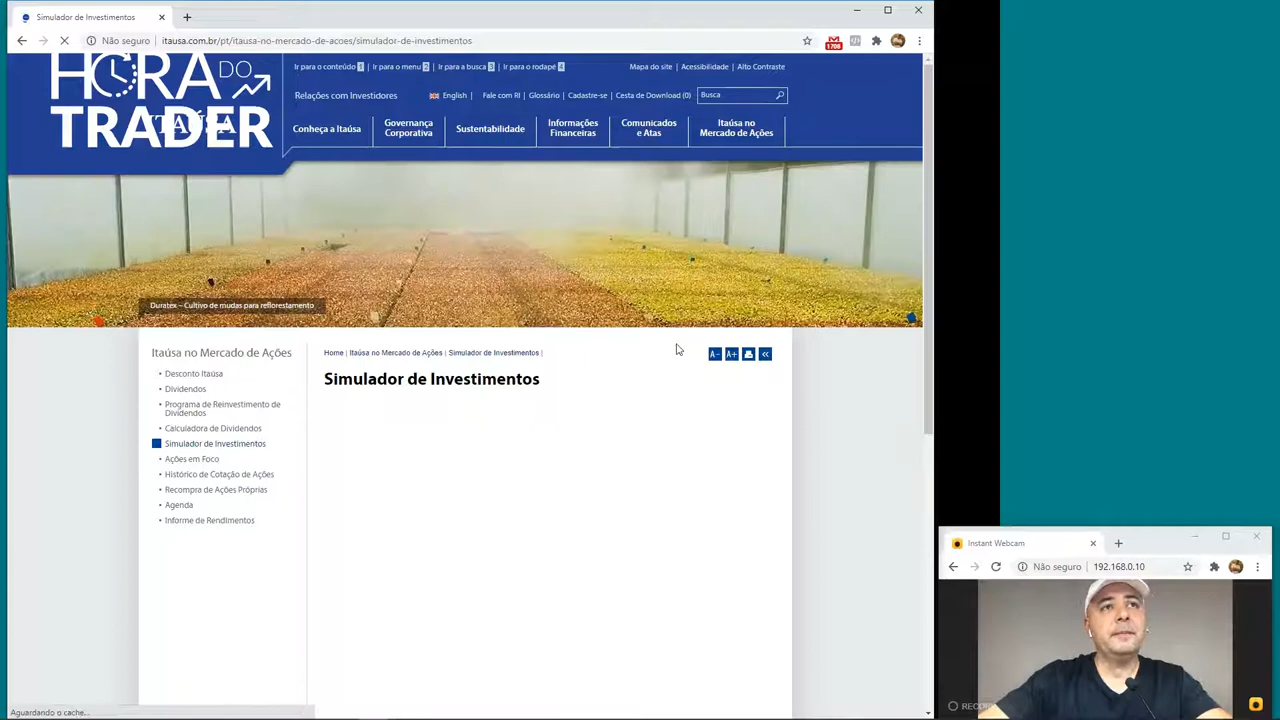 Simulador de Investimentos
Não seguro
itausa.com.br/pt/itausa-no-mercado-de-acoes/simulador-de-investimentos
1708
HORA DO
TRADER
ITAÚSA
Ir para o conteúdo 1
Ir para o menu 2
Ir para a busca 3
Ir para o rodapé 4
Mapa do site
Acessibilidade
Alto Contraste
Relações com Investidores
English
Fale com RI
Glossário
Cadastre-se
Cesta de Download (0)
Busca
Conheça a Itaúsa
Governança
Corporativa
Sustentabilidade
Informações
Financeiras
Comunicados
e Atas
Itaúsa no
Mercado de Ações
Duratex – Cultivo de mudas para reflorestamento
Itaúsa no Mercado de Ações
Desconto Itaúsa
Dividendos
Programa de Reinvestimento de
Dividendos
Calculadora de Dividendos
Simulador de Investimentos
Ações em Foco
Histórico de Cotação de Ações
Recompra de Ações Próprias
Agenda
Informe de Rendimentos
Home | Itaúsa no Mercado de Ações | Simulador de Investimentos |
A- A+ «
Simulador de Investimentos
Aguardando o cache...
Instant Webcam
Não seguro
192.168.0.10